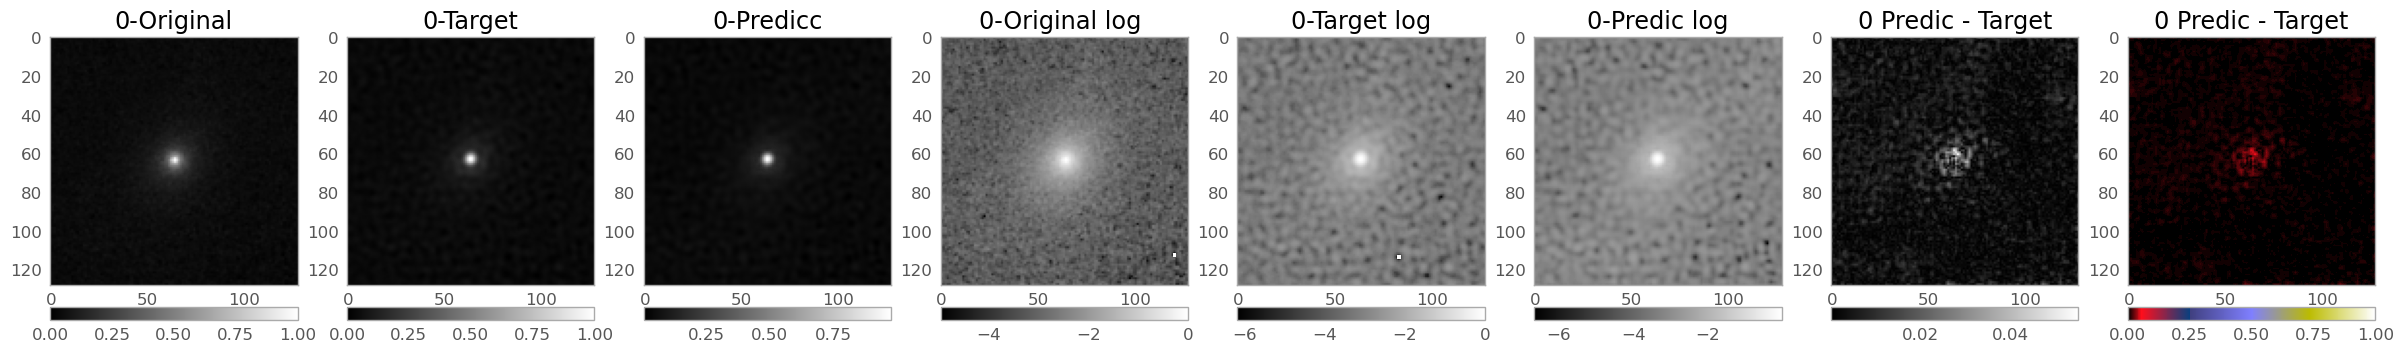 0-Original 0-Target 0-Predicc 0-Original log 0-Target log 0-Predic log 0 Predic - Target 0 Predic - Target
0 0 0 0 0 0 0 0
20 20 20 20 20 20 20 20
40 40 40 40 40 40 40 40
60 60 60 60 60 60 60 60
80 80 80 80 80 80 80 80
100 100 100 100 100 100 100 100
120 120 120 120 120 120 120 120
0 50 100 0 50 100 0 50 100 0 50 100 0 50 100 0 50 100 0 50 100 0 50 100
0.00 0.25 0.50 0.75 1.00 0.00 0.25 0.50 0.75 1.00 0.25 0.50 0.75 −4 −2 0 −6 −4 −2 0 −6 −4 −2 0.02 0.04 0.00 0.25 0.50 0.75 1.00